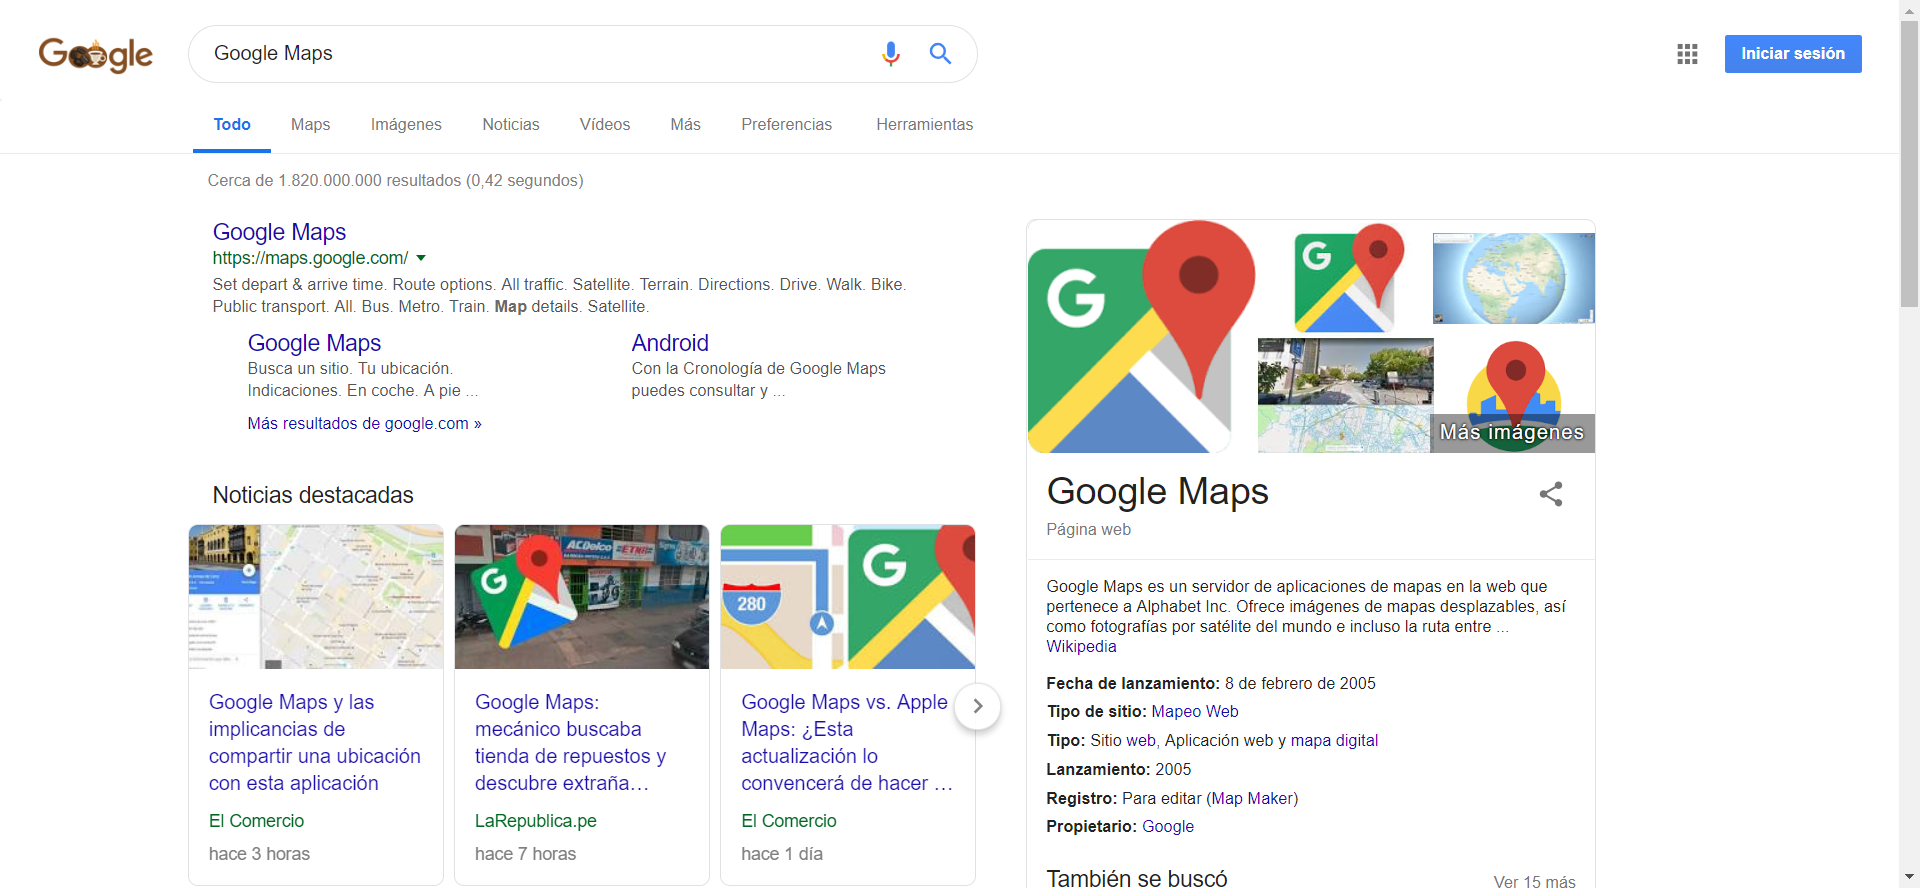 Google
Google Maps
Iniciar sesión
Todo Maps Imágenes Noticias Vídeos Más Preferencias Herramientas
Cerca de 1.820.000.000 resultados (0,42 segundos)
Google Maps
https://maps.google.com/
Set depart & arrive time. Route options. All traffic. Satellite. Terrain. Directions. Drive. Walk. Bike.
Public transport. All. Bus. Metro. Train. Map details. Satellite.
Google Maps
Busca un sitio. Tu ubicación.
Indicaciones. En coche. A pie ...
Android
Con la Cronología de Google Maps
puedes consultar y ...
Más resultados de google.com »
Noticias destacadas
ACDelco
ETNA
280
G
Google Maps y las
implicancias de
compartir una ubicación
con esta aplicación
El Comercio
hace 3 horas
Google Maps:
mecánico buscaba
tienda de repuestos y
descubre extraña...
LaRepublica.pe
hace 7 horas
Google Maps vs. Apple
Maps: ¿Esta
actualización lo
convencerá de hacer ...
El Comercio
hace 1 día
G
G
Más imágenes
Google Maps
Página web
Google Maps es un servidor de aplicaciones de mapas en la web que
pertenece a Alphabet Inc. Ofrece imágenes de mapas desplazables, así
como fotografías por satélite del mundo e incluso la ruta entre ...
Wikipedia
Fecha de lanzamiento: 8 de febrero de 2005
Tipo de sitio: Mapeo Web
Tipo: Sitio web, Aplicación web y mapa digital
Lanzamiento: 2005
Registro: Para editar (Map Maker)
Propietario: Google
También se buscó
Ver 15 más